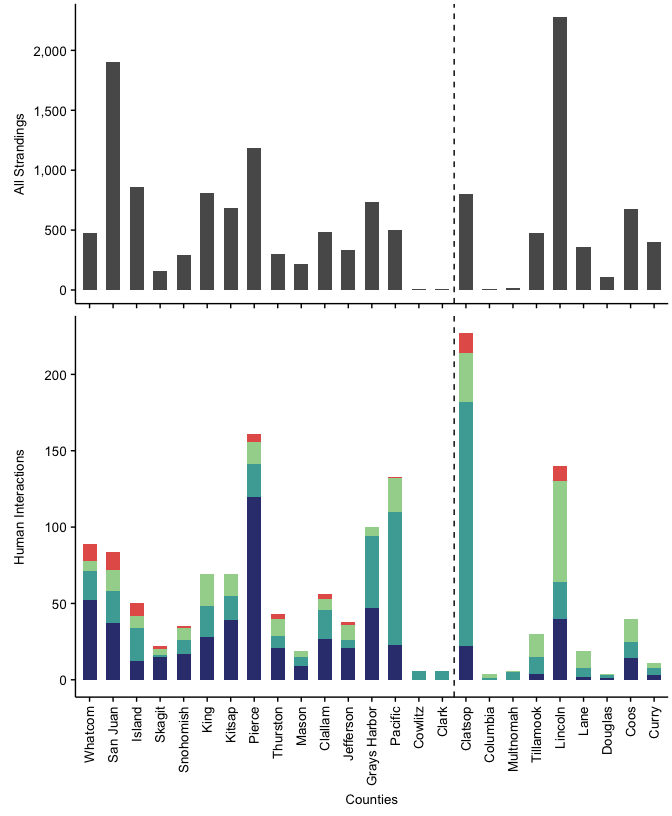 All Strandings
2,000
1,500
1,000
500
0
Human Interactions
200
150
100
50
0
Whatcom
San Juan
Island
Skagit
Snohomish
King
Kitsap
Pierce
Thurston
Mason
Clallam
Jefferson
Grays Harbor
Pacific
Cowlitz
Clark
Clatsop
Columbia
Multnomah
Tillamook
Lincoln
Lane
Douglas
Coos
Curry
Counties